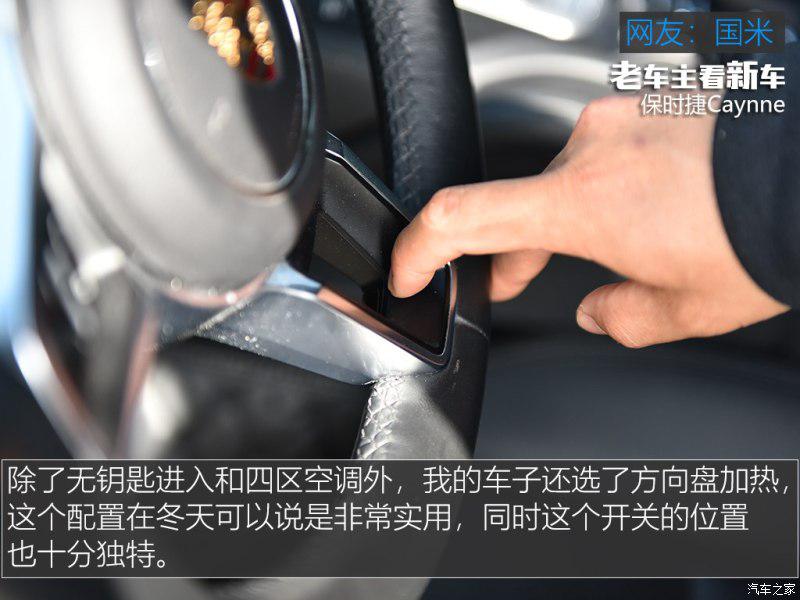 网友：国米
老车主看新车
保时捷Caynne
除了无钥匙进入和四区空调外，我的车子还选了方向盘加热，
这个配置在冬天可以说是非常实用，同时这个开关的位置
也十分独特。
汽车之家